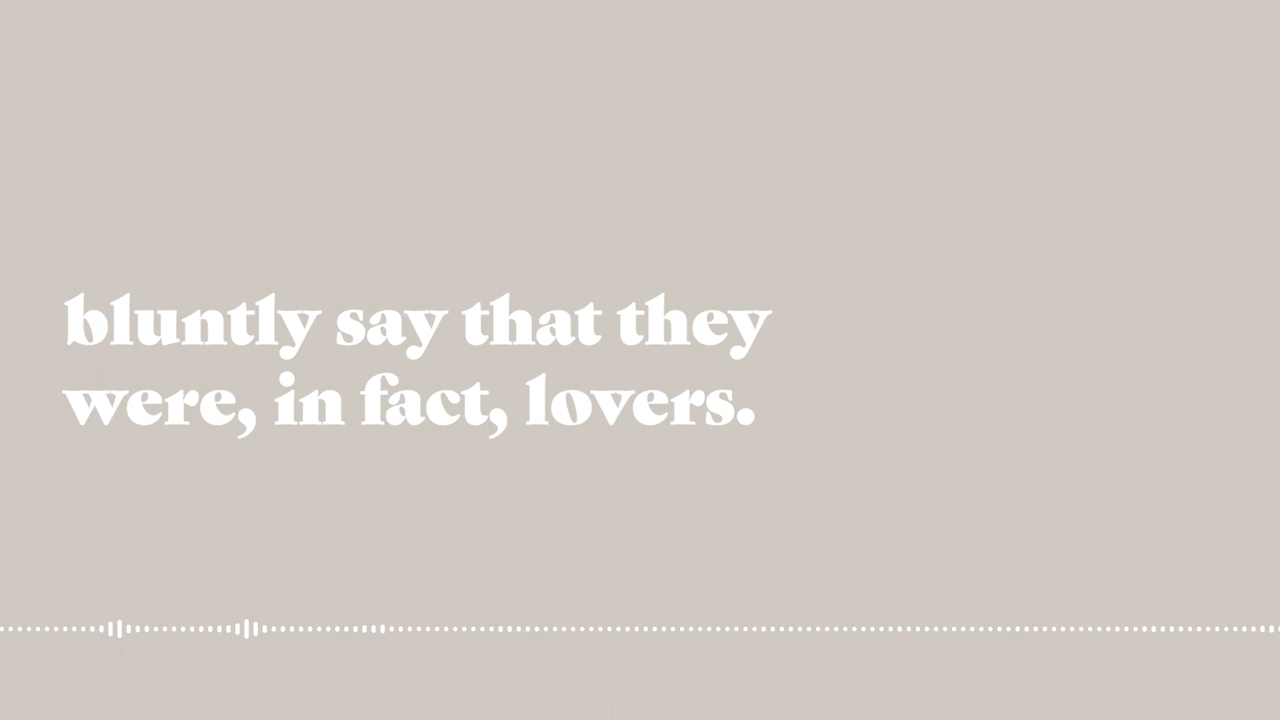 bluntly say that they
were, in fact, lovers.